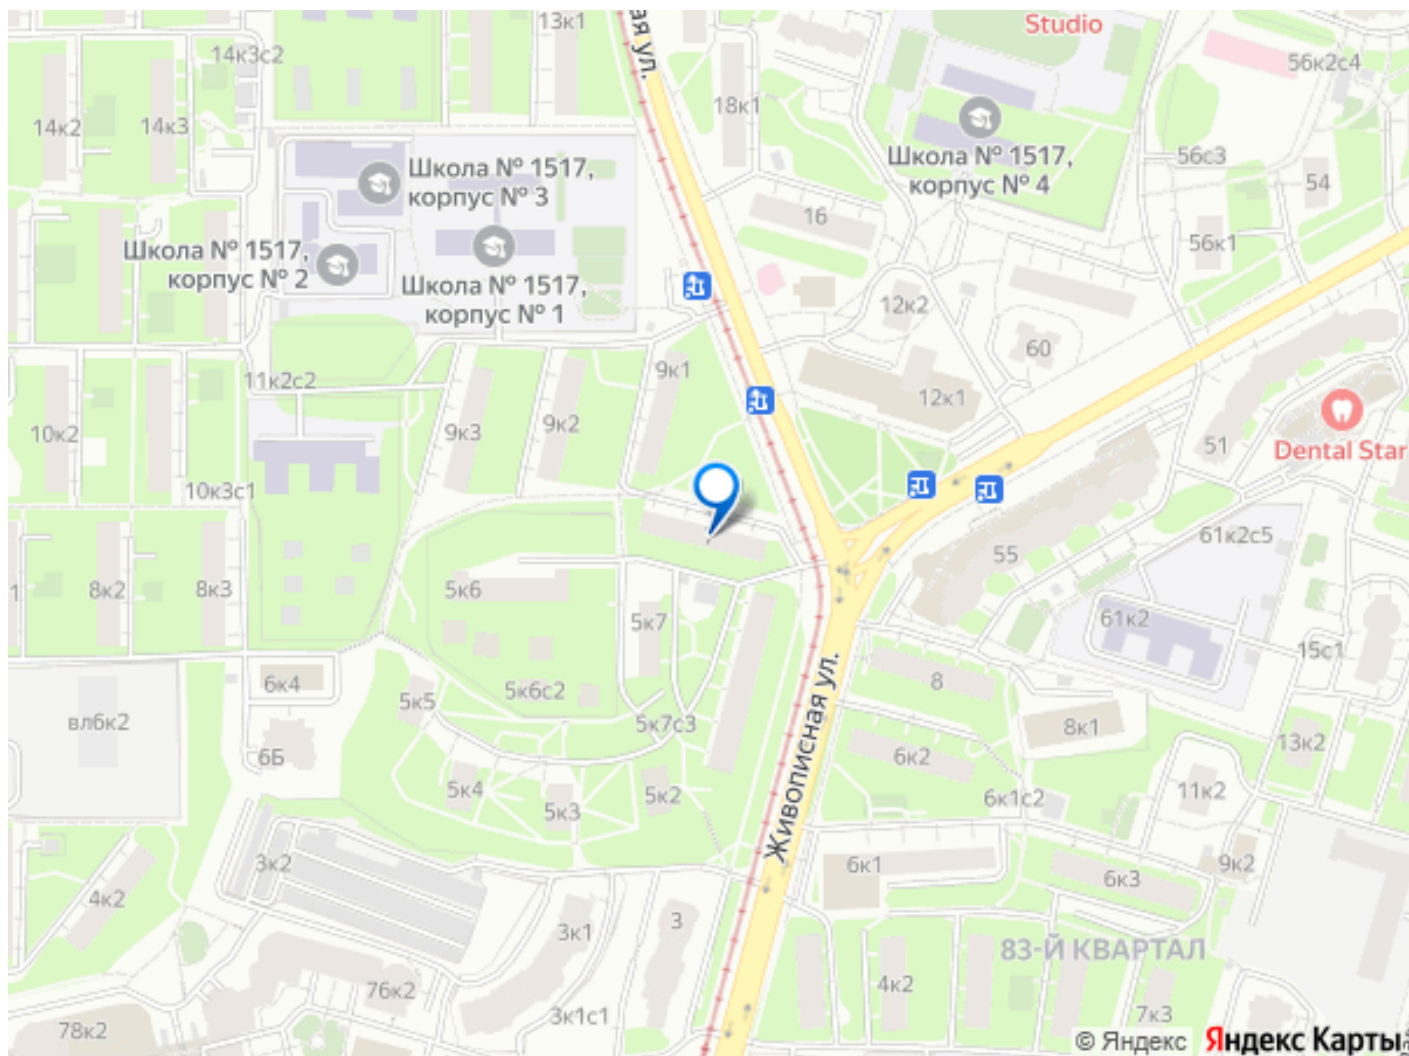 13к1
ая ул.
Studio
14к3с2
56к2с4
18к1
14к2
14к3
Школа № 1517,
корпус № 3
Школа № 1517,
корпус № 4
56с3
54
16
Школа № 1517,
корпус № 2
56к1
Школа № 1517,
корпус № 1
12к2
60
9к1
11к2с2
12к1
10к2
9к3
9к2
51
Dental Star
10к3с1
61к2с5
55
1
8к2
8к3
5к6
5к7
61к2
15с1
6к4
5к5
5к6с2
8
вл6к2
5к7с3
8к1
13к2
6Б
6к2
Живописная ул.
5к4
5к3
5к2
6к1с2
11к2
3к2
6к1
9к2
4к2
6к3
3к1
3
83-Й КВАРТАЛ
76к2
4к2
78к2
3к1с1
7к3
© Яндекс
Яндекс Карты